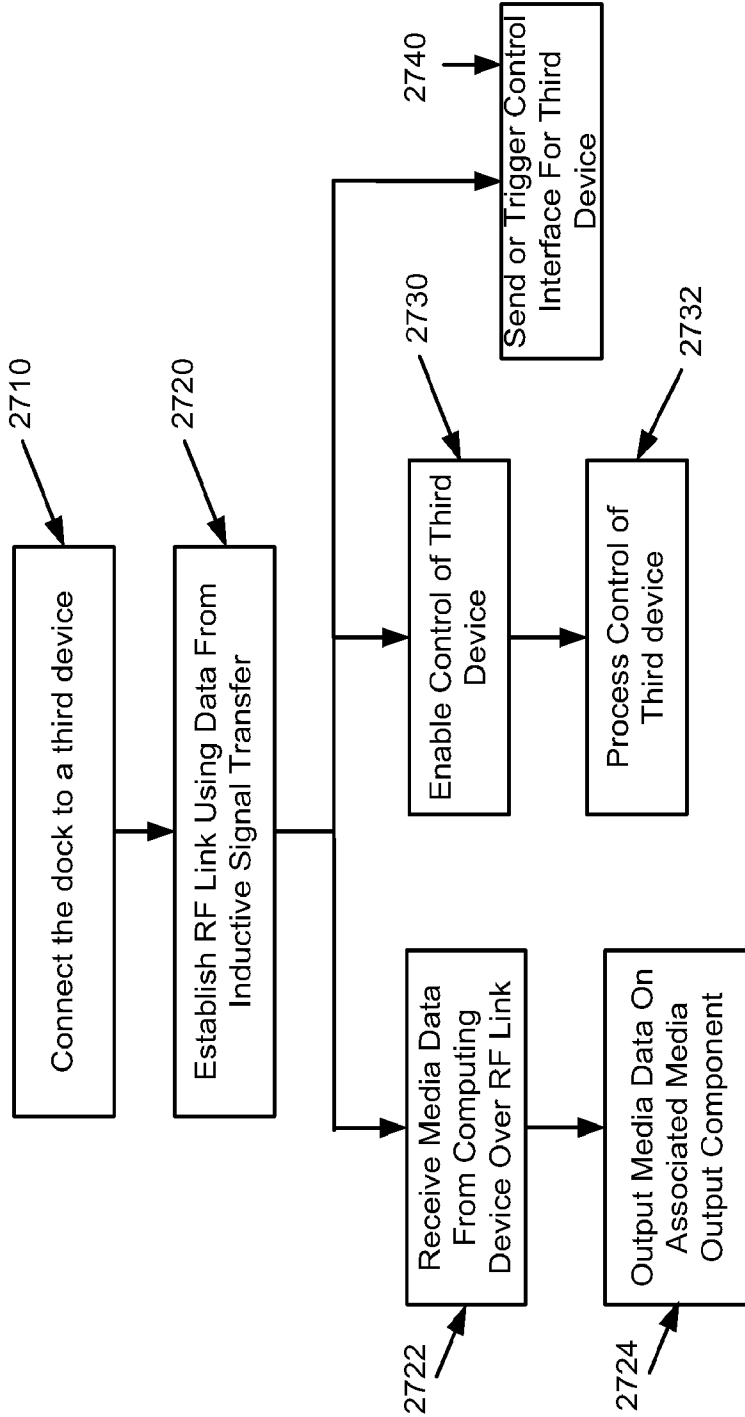 2710
Connect the dock to a third device
2720
Establish RF Link Using Data From
Inductive Signal Transfer
2722
Receive Media Data
From Computing
Device Over RF Link
2724
Output Media Data On
Associated Media
Output Component
2730
Enable Control of Third
Device
2732
Process Control of
Third device
2740
Send or Trigger Control
Interface For Third
Device